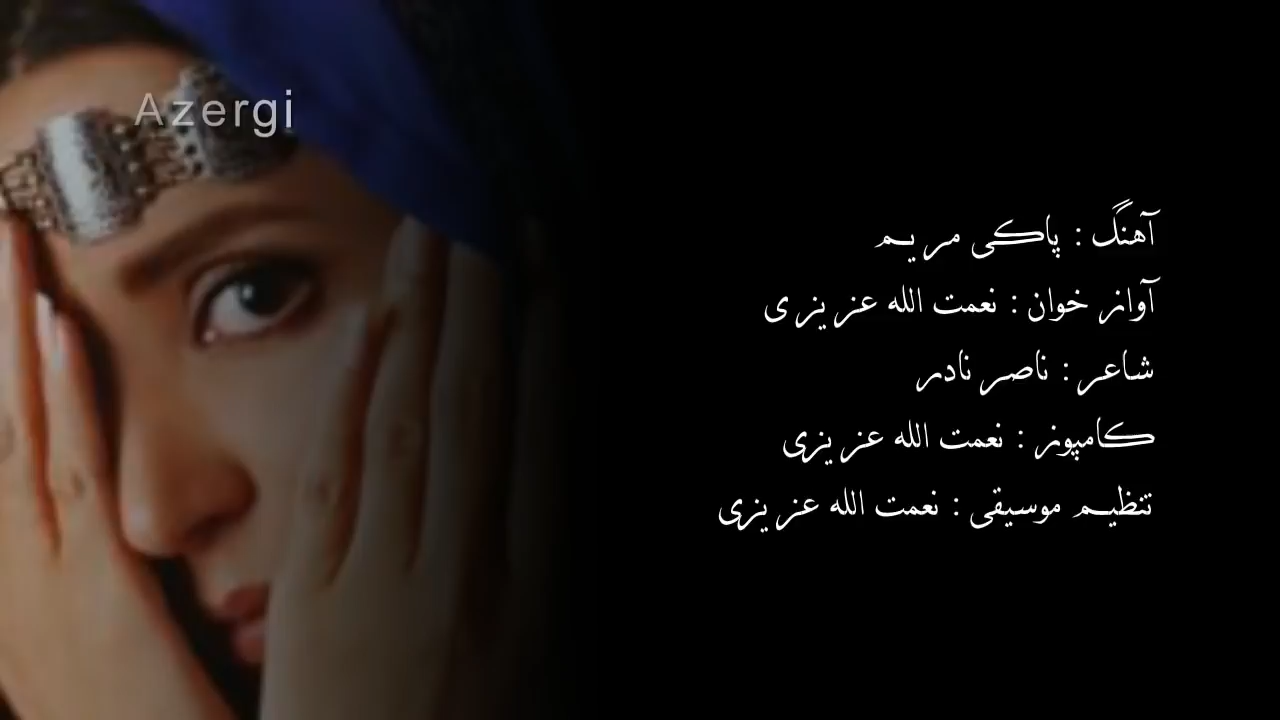 Azergi
آهنگ : پاکی مریم
آواز خوان : نعمت الله عزیزی
شاعر : ناصر نادر
کامپوز : نعمت الله عزیزی
تنظیم موسیقی : نعمت الله عزیزی